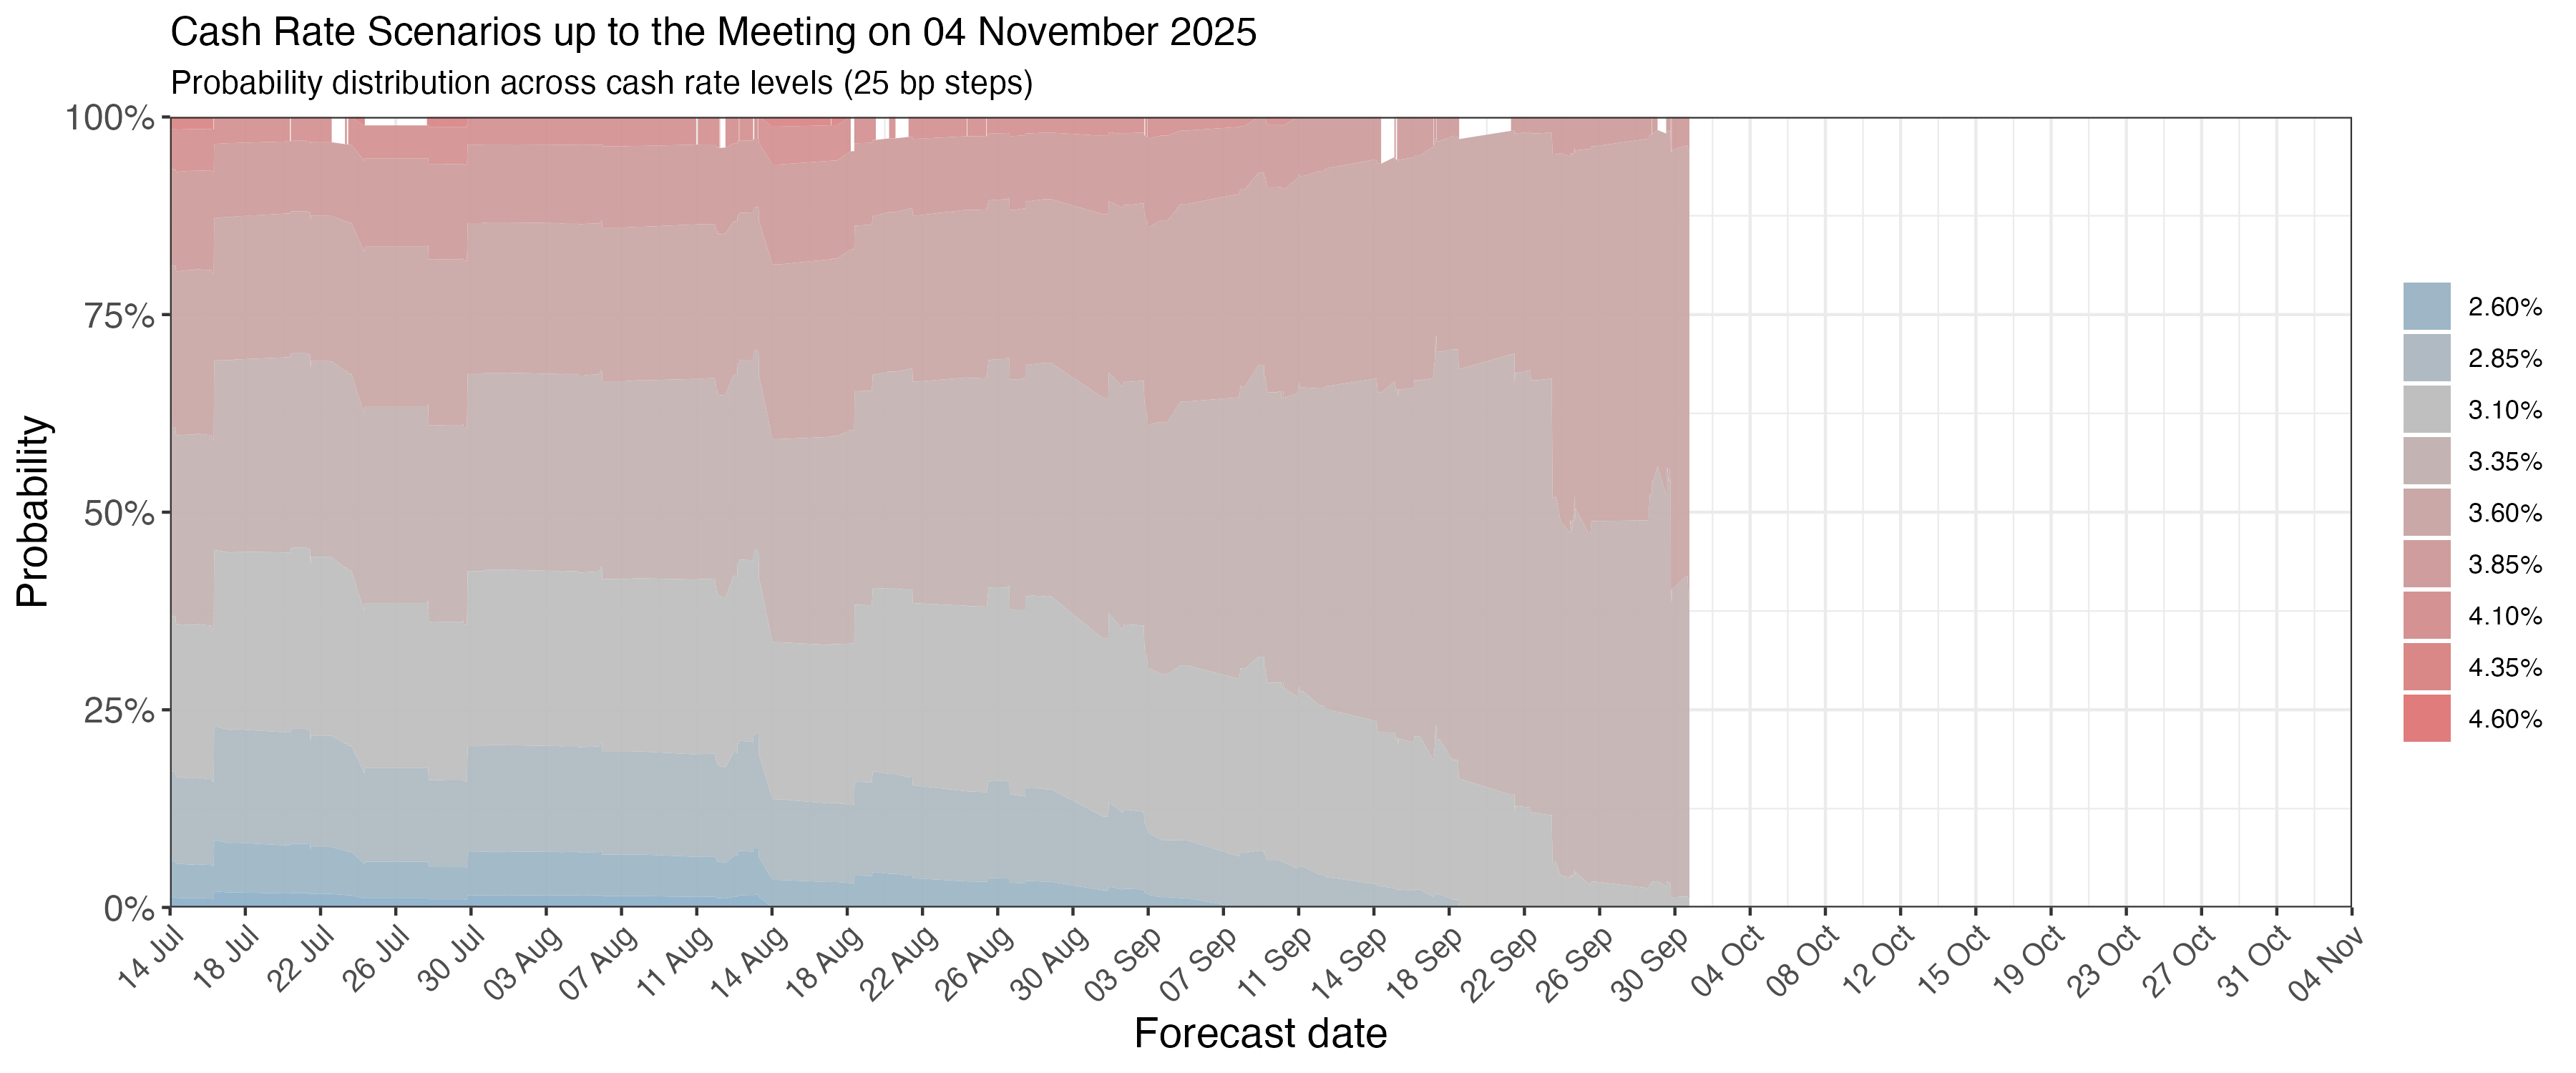 Cash Rate Scenarios up to the Meeting on 04 November 2025
Probability distribution across cash rate levels (25 bp steps)
Probability
100%
75%
50%
25%
0%
14 Jul
18 Jul
22 Jul
26 Jul
30 Jul
03 Aug
07 Aug
11 Aug
14 Aug
18 Aug
22 Aug
26 Aug
30 Aug
03 Sep
07 Sep
11 Sep
14 Sep
18 Sep
22 Sep
26 Sep
30 Sep
04 Oct
08 Oct
12 Oct
15 Oct
19 Oct
23 Oct
27 Oct
31 Oct
04 Nov
Forecast date
2.60%
2.85%
3.10%
3.35%
3.60%
3.85%
4.10%
4.35%
4.60%